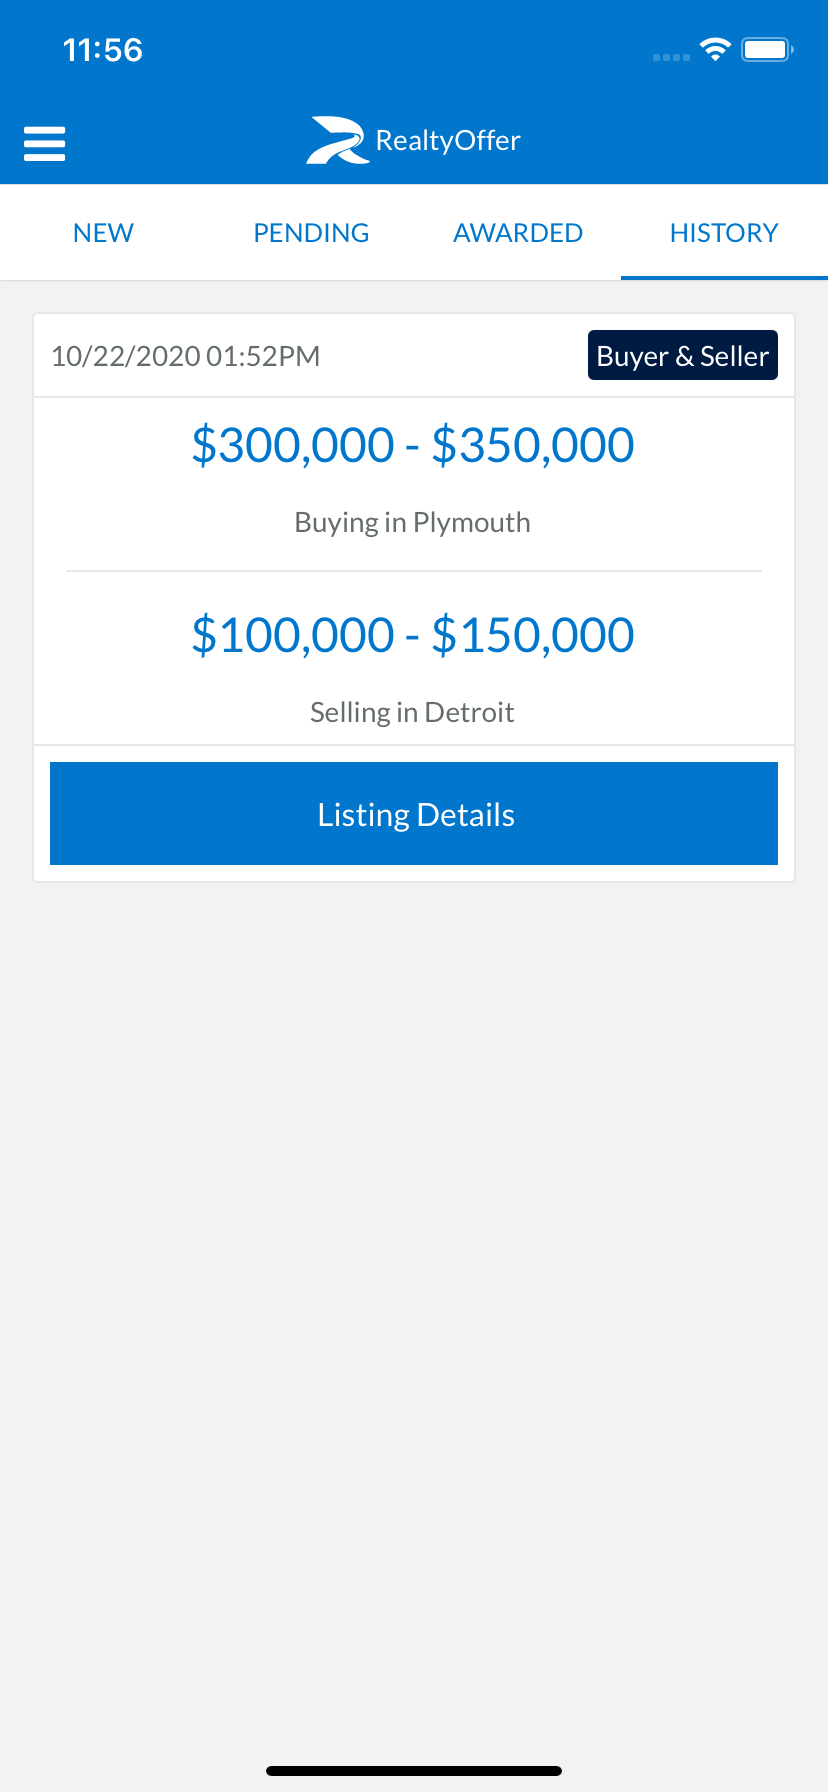 11:56
RealtyOffer
NEW PENDING AWARDED HISTORY
10/22/2020 01:52PM Buyer & Seller
$300,000 - $350,000
Buying in Plymouth
$100,000 - $150,000
Selling in Detroit
Listing Details